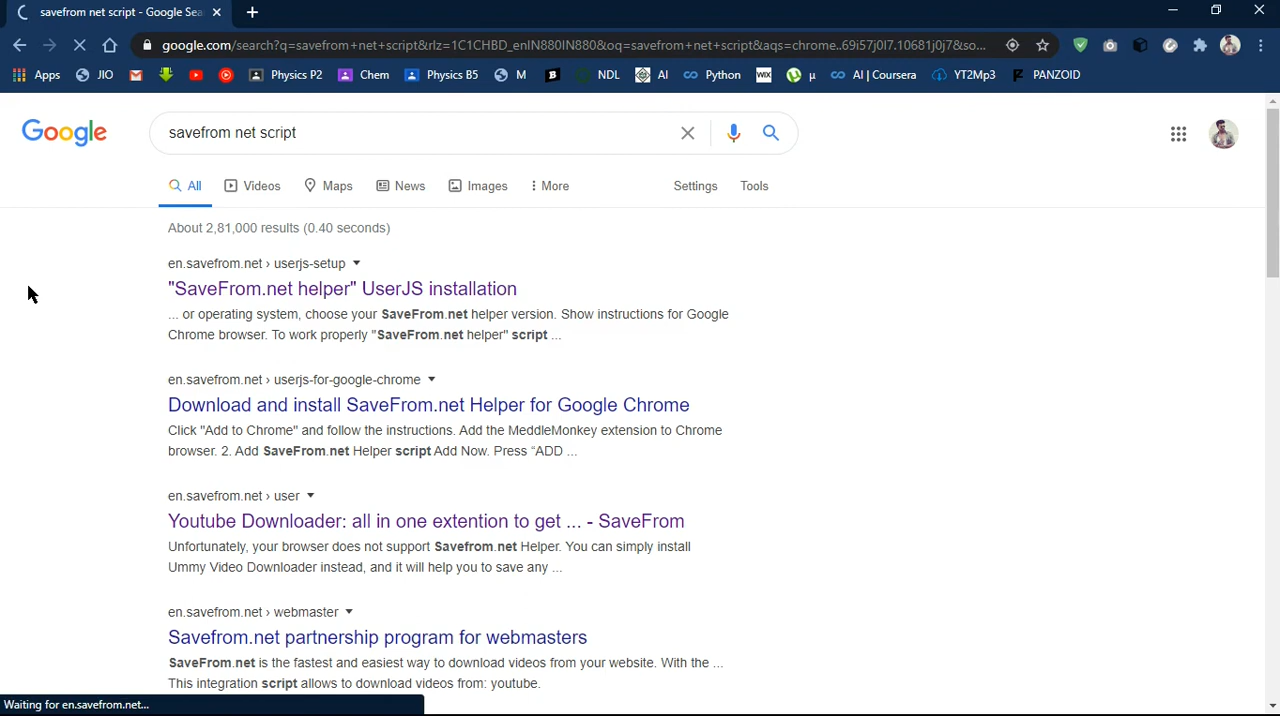 savefrom net script - Google Sea
google.com/search?q=savefrom+net+script&rlz=1C1CHBD_enIN880IN880&oq=savefrom+net+script&aqs=chrome..69i57j0l7.10681j0j7&so...
Apps JIO Physics P2 Chem Physics B5 M NDL AI Python WIX µ AI | Coursera YT2Mp3 PANZOID
Google
savefrom net script
All Videos Maps News Images More Settings Tools
About 2,81,000 results (0.40 seconds)
en.savefrom.net › userjs-setup
"SaveFrom.net helper" UserJS installation
... or operating system, choose your SaveFrom.net helper version. Show instructions for Google
Chrome browser. To work properly "SaveFrom.net helper" script ...
en.savefrom.net › userjs-for-google-chrome
Download and install SaveFrom.net Helper for Google Chrome
Click "Add to Chrome" and follow the instructions. Add the MeddleMonkey extension to Chrome
browser. 2. Add SaveFrom.net Helper script Add Now. Press “ADD ...
en.savefrom.net › user
Youtube Downloader: all in one extention to get ... - SaveFrom
Unfortunately, your browser does not support Savefrom.net Helper. You can simply install
Ummy Video Downloader instead, and it will help you to save any ...
en.savefrom.net › webmaster
Savefrom.net partnership program for webmasters
SaveFrom.net is the fastest and easiest way to download videos from your website. With the ...
This integration script allows to download videos from: youtube.
Waiting for en.savefrom.net...